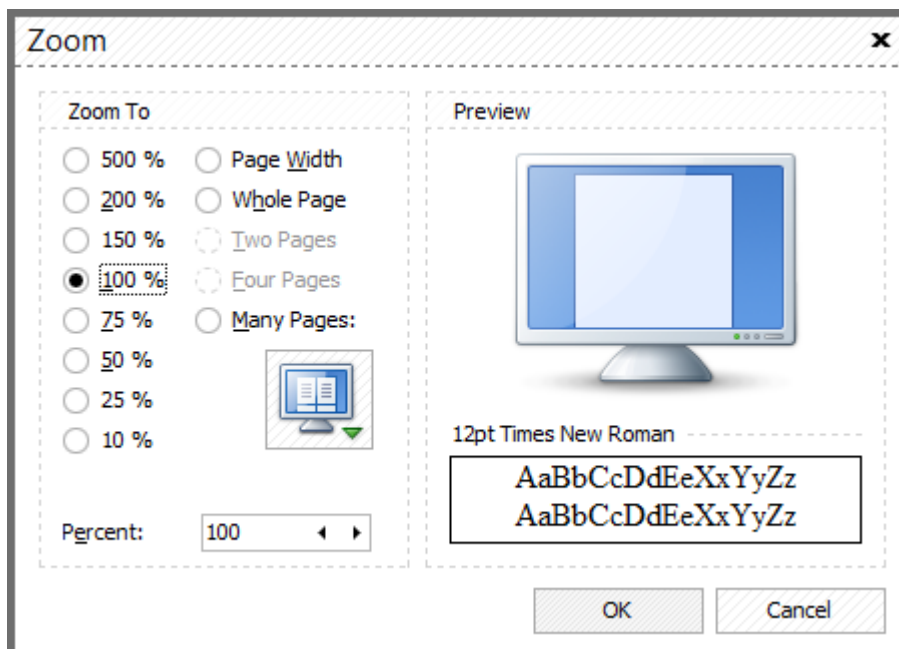 Zoom
Zoom To
500 %
200 %
150 %
100 %
75 %
50 %
25 %
10 %
Page Width
Whole Page
Two Pages
Four Pages
Many Pages:
Percent:
100
Preview
12pt Times New Roman
AaBbCcDdEeXxYyZz
AaBbCcDdEeXxYyZz
OK
Cancel